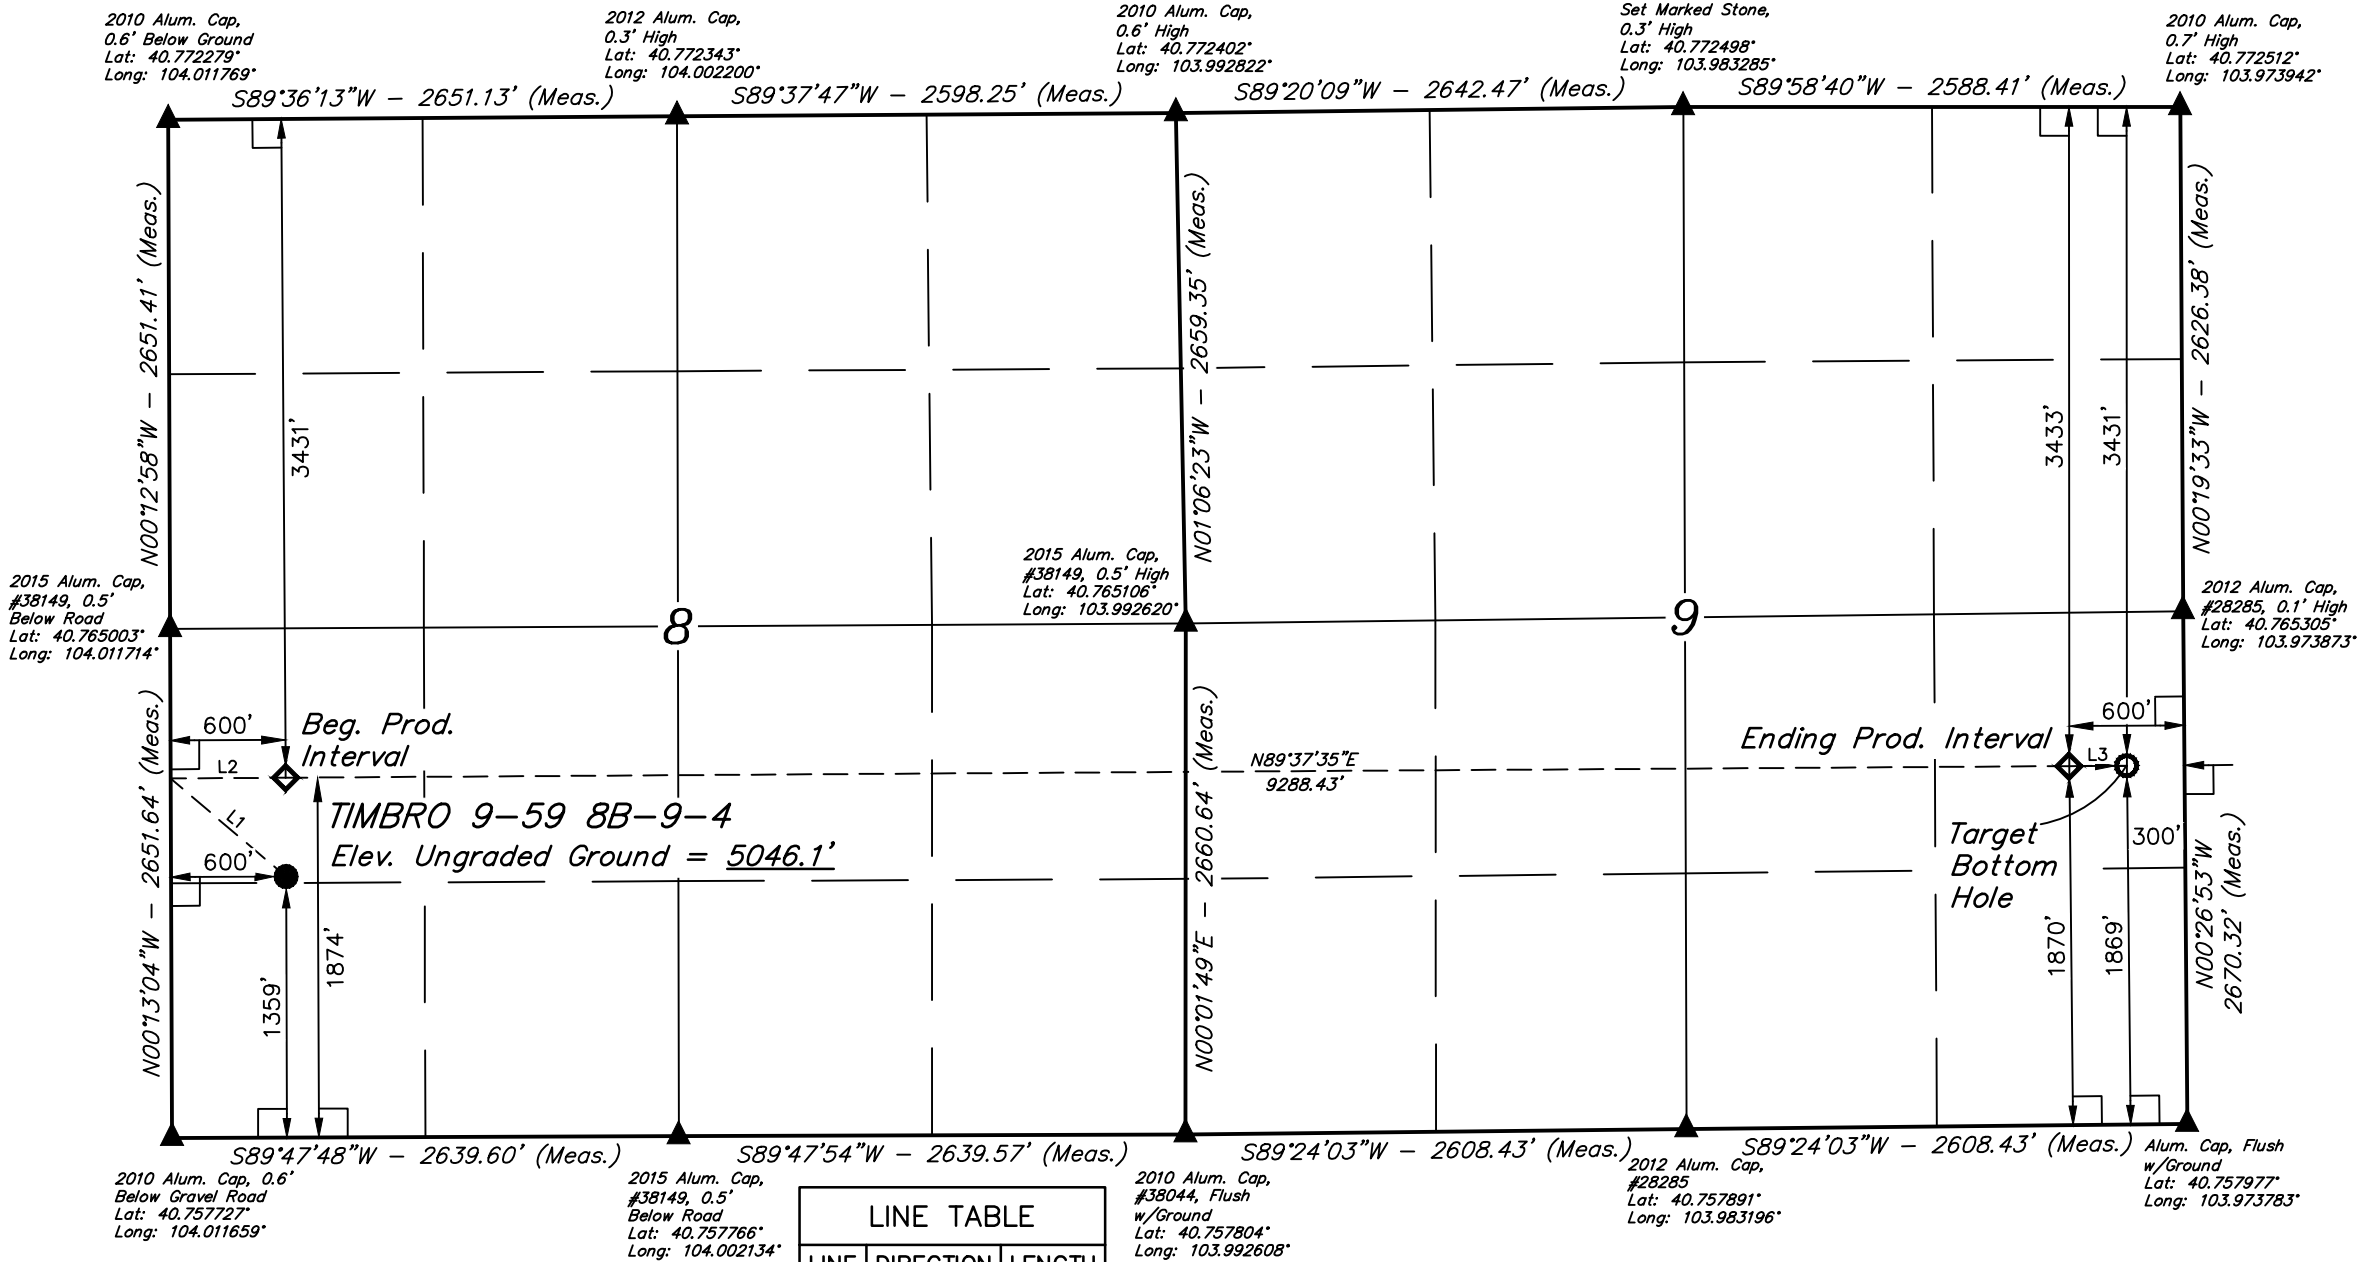 2010 Alum. Cap,
0.6' Below Ground
Lat: 40.772279°
Long: 104.011769°
2012 Alum. Cap,
0.3' High
Lat: 40.772343°
Long: 104.002200°
2010 Alum. Cap,
0.6' High
Lat: 40.772402°
Long: 103.992822°
Set Marked Stone,
0.3' High
Lat: 40.772498°
Long: 103.983285°
2010 Alum. Cap,
0.7' High
Lat: 40.772512°
Long: 103.973942°
S89°36'13"W – 2651.13' (Meas.)
S89°37'47"W – 2598.25' (Meas.)
S89°20'09"W – 2642.47' (Meas.)
S89°58'40"W – 2588.41' (Meas.)
N00°12'58"W – 2651.41' (Meas.)
3431'
N01°06'23"W – 2659.35' (Meas.)
3433'
3431'
N00°19'33"W – 2626.38' (Meas.)
2015 Alum. Cap,
#38149, 0.5'
Below Road
Lat: 40.765003°
Long: 104.011714°
8
2015 Alum. Cap,
#38149, 0.5' High
Lat: 40.765106°
Long: 103.992620°
9
2012 Alum. Cap,
#28285, 0.1' High
Lat: 40.765305°
Long: 103.973873°
N00°13'04"W – 2651.64' (Meas.)
600'
L2
Beg. Prod.
Interval
L1
600'
TIMBRO 9-59 8B-9-4
Elev. Ungraded Ground = 5046.1'
1359'
1874'
N00°01'49"E – 2660.64' (Meas.)
N89°37'35"E
9288.43'
Ending Prod. Interval
600'
L3
Target
Bottom
Hole
300'
1870'
1869'
N00°26'53"W
2670.32' (Meas.)
S89°47'48"W – 2639.60' (Meas.)
S89°47'54"W – 2639.57' (Meas.)
S89°24'03"W – 2608.43' (Meas.)
S89°24'03"W – 2608.43' (Meas.)
2010 Alum. Cap, 0.6'
Below Gravel Road
Lat: 40.757727°
Long: 104.011659°
2015 Alum. Cap,
#38149, 0.5'
Below Road
Lat: 40.757766°
Long: 104.002134°
2010 Alum. Cap,
#38044, Flush
w/Ground
Lat: 40.757804°
Long: 103.992608°
2012 Alum. Cap,
#28285
Lat: 40.757891°
Long: 103.983196°
Alum. Cap, Flush
w/Ground
Lat: 40.757977°
Long: 103.973783°
LINE TABLE
LINE DIRECTION LENGTH